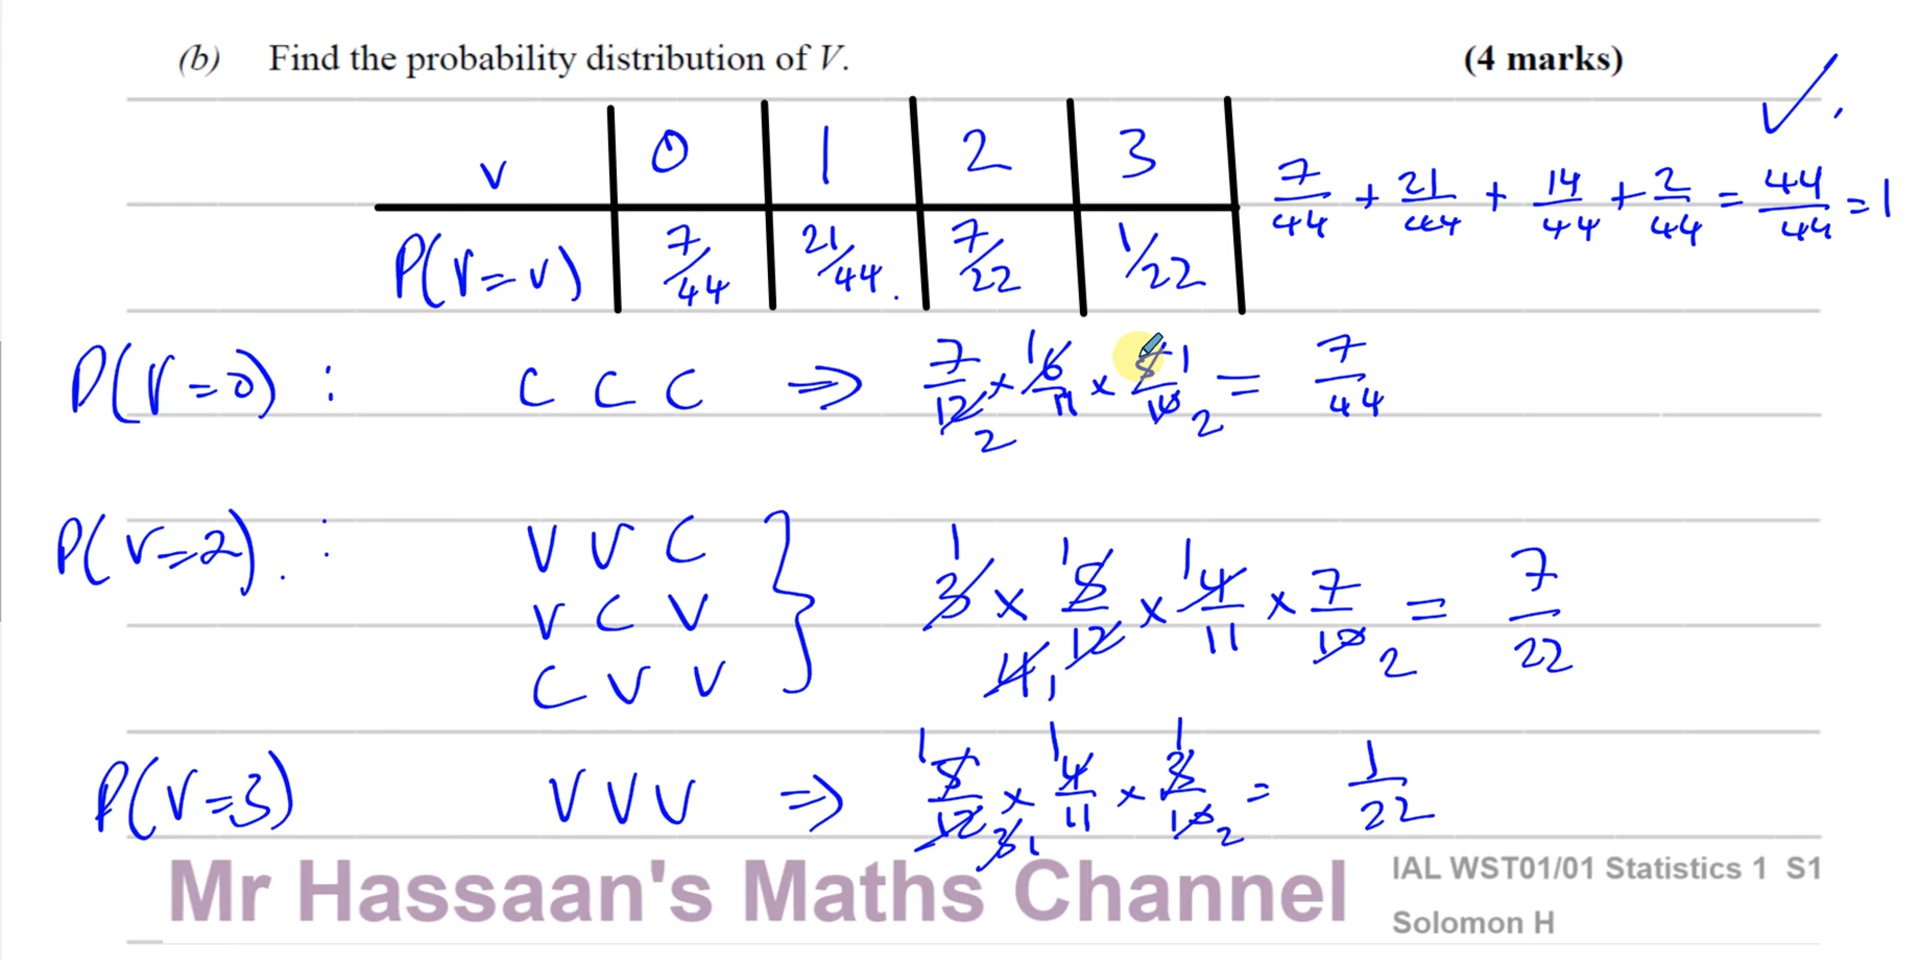 (b) Find the probability distribution of V. (4 marks)
v 0 1 2 3
P(V=v) 7/44 21/44 7/22 1/22
7/44 + 21/44 + 14/44 + 2/44 = 44/44 = 1 ✓
P(V=0) : C C C ⇒ 7/12 × 6/11 × 5/10 = 7/44
P(V=2) : V V C
V C V
C V V
3 × 5/12 × 4/11 × 7/10 = 7/22
P(V=3) V V V ⇒ 5/12 × 4/11 × 3/10 = 1/22
Mr Hassaan's Maths Channel
IAL WST01/01 Statistics 1 S1
Solomon H